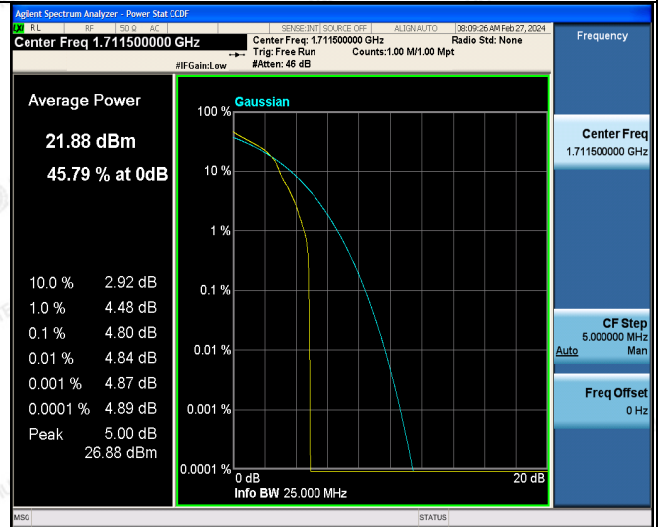 Agilent Spectrum Analyzer - Power Stat CCDF
RL RF 50 Ω AC SENSE:INT SOURCE OFF ALIGN AUTO 08:09:26 AM Feb 27, 2024
Center Freq 1.711500000 GHz
Center Freq: 1.711500000 GHz Radio Std: None
Trig: Free Run Counts:1.00 M/1.00 Mpt
#IFGain:Low #Atten: 46 dB
Frequency
Average Power
21.88 dBm
45.79 % at 0dB
10.0 % 2.92 dB
1.0 % 4.48 dB
0.1 % 4.80 dB
0.01 % 4.84 dB
0.001 % 4.87 dB
0.0001 % 4.89 dB
Peak 5.00 dB
26.88 dBm
Gaussian
100 %
10 %
1 %
0.1 %
0.01 %
0.001 %
0.0001 %
0 dB 20 dB
Info BW 25.000 MHz
Center Freq
1.711500000 GHz
CF Step
5.000000 MHz
Auto Man
Freq Offset
0 Hz
MSG STATUS